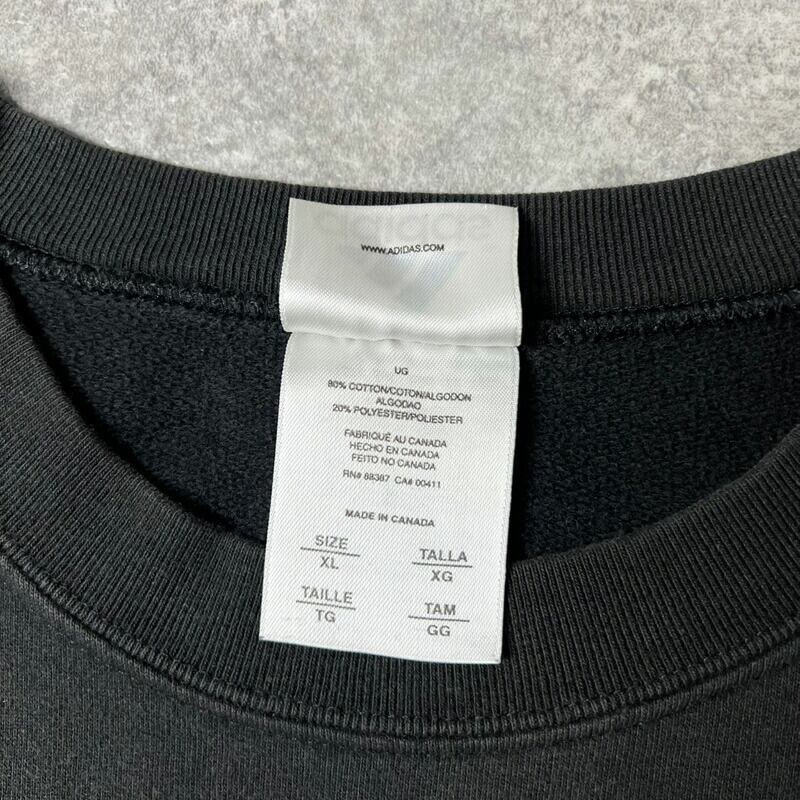 WWW.ADIDAS.COM
UG
80% COTTON/COTON/ALGODON
ALGODAO
20% POLYESTER/POLIESTER
FABRIQUÉ AU CANADA
HECHO EN CANADA
FEITO NO CANADA
RN# 88387 CA# 00411
MADE IN CANADA
SIZE
XL
TALLA
XG
TAILLE
TG
TAM
GG